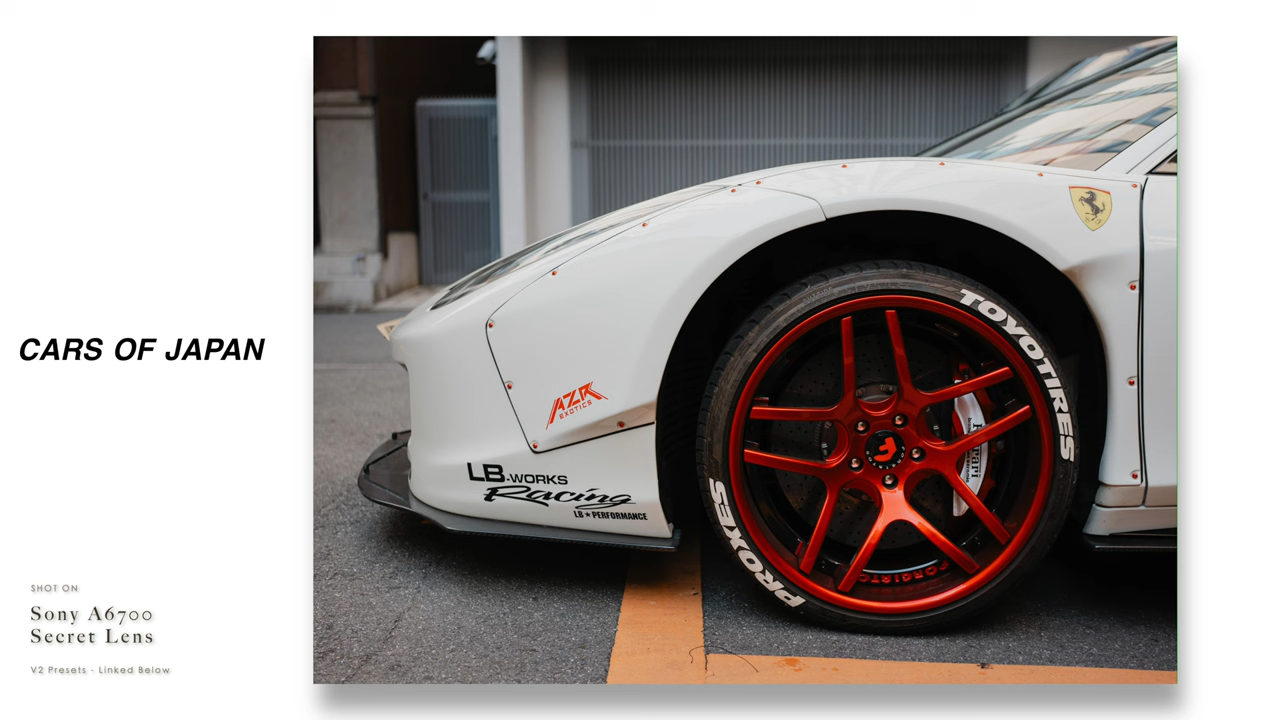 CARS OF JAPAN
SHOT ON
Sony A6700
Secret Lens
V2 Presets - Linked Below
AZR
EXOTICS
LB-WORKS
Racing
LB★PERFORMANCE
TOYOTIRES
PROXES
Ferrari
FORGIATO